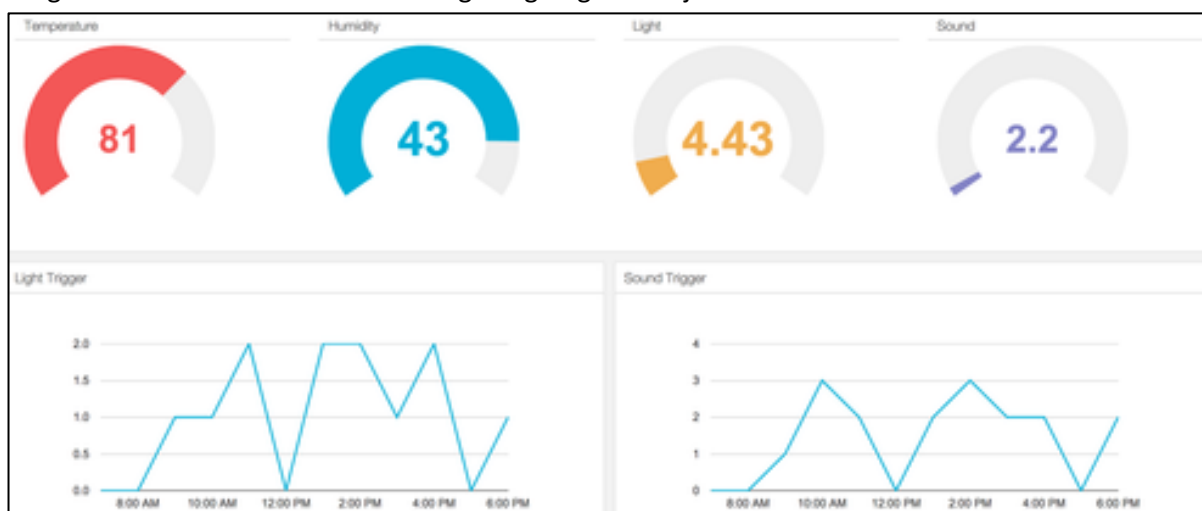 Temperature
Humidity
Light
Sound
81
43
4.43
2.2
Light Trigger
2.0
1.5
1.0
0.5
0.0
8:00 AM 10:00 AM 12:00 PM 2:00 PM 4:00 PM 6:00 PM
Sound Trigger
4
3
2
1
0
8:00 AM 10:00 AM 12:00 PM 2:00 PM 4:00 PM 6:00 PM